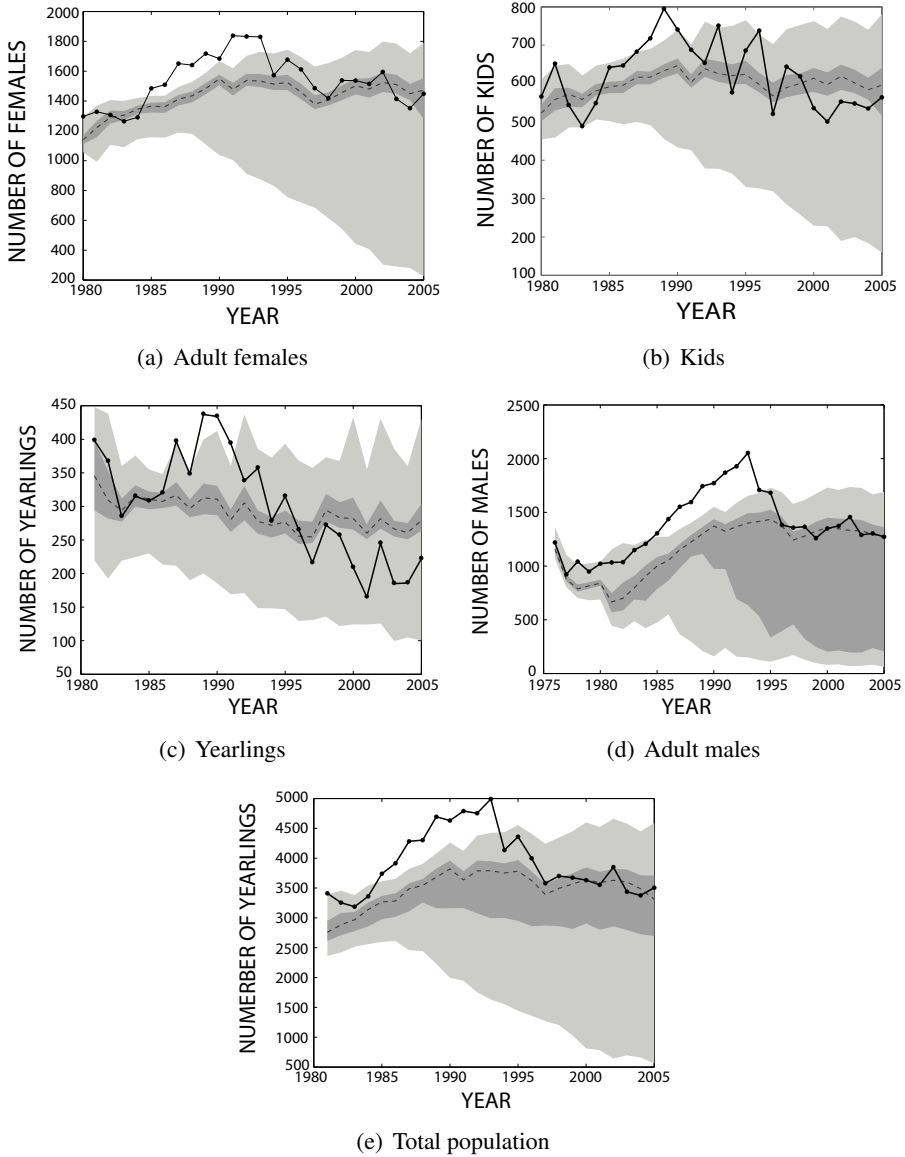 2000
1800
1600
1400
1200
1000
800
600
400
200
NUMBER OF FEMALES
1980 1985 1990 1995 2000 2005
YEAR
(a) Adult females
800
700
600
500
400
300
200
100
NUMBER OF KIDS
1980 1985 1990 1995 2000 2005
YEAR
(b) Kids
450
400
350
300
250
200
150
100
50
NUMBER OF YEARLINGS
1980 1985 1990 1995 2000 2005
YEAR
(c) Yearlings
2500
2000
1500
1000
500
0
NUMBER OF MALES
1975 1980 1985 1990 1995 2000 2005
YEAR
(d) Adult males
5000
4500
4000
3500
3000
2500
2000
1500
1000
500
NUMERBER OF YEARLINGS
1980 1985 1990 1995 2000 2005
YEAR
(e) Total population